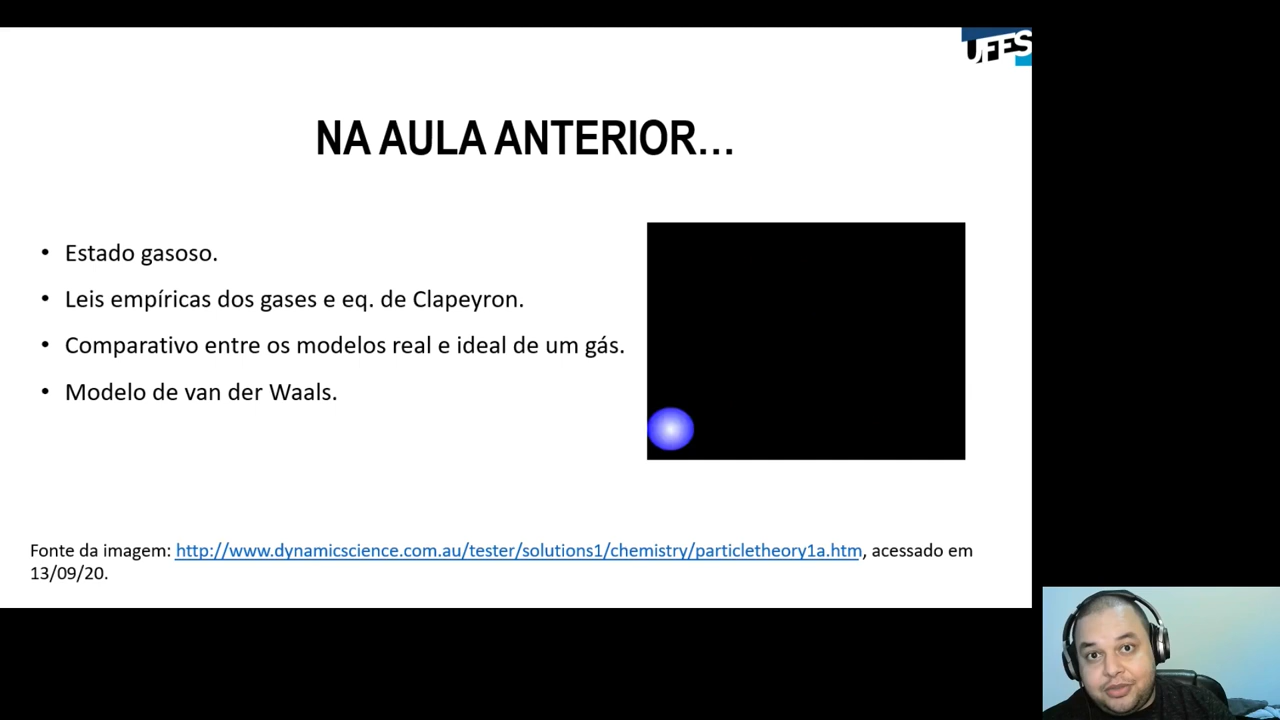 UFES
NA AULA ANTERIOR...
• Estado gasoso.
• Leis empíricas dos gases e eq. de Clapeyron.
• Comparativo entre os modelos real e ideal de um gás.
• Modelo de van der Waals.
Fonte da imagem: http://www.dynamicscience.com.au/tester/solutions1/chemistry/particletheory1a.htm, acessado em
13/09/20.